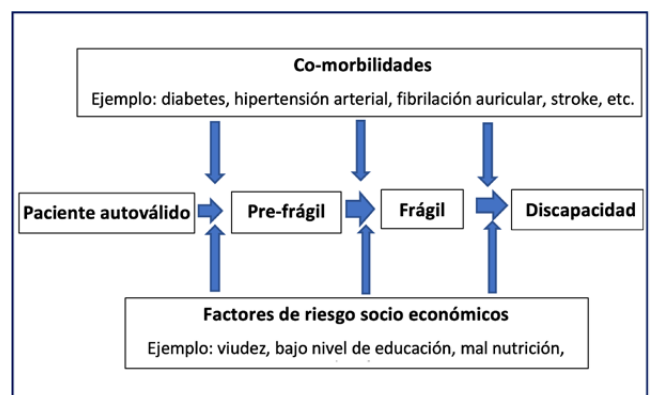 Co-morbilidades
Ejemplo: diabetes, hipertensión arterial, fibrilación auricular, stroke, etc.
Paciente autoválido
Pre-frágil
Frágil
Discapacidad
Factores de riesgo socio económicos
Ejemplo: viudez, bajo nivel de educación, mal nutrición,